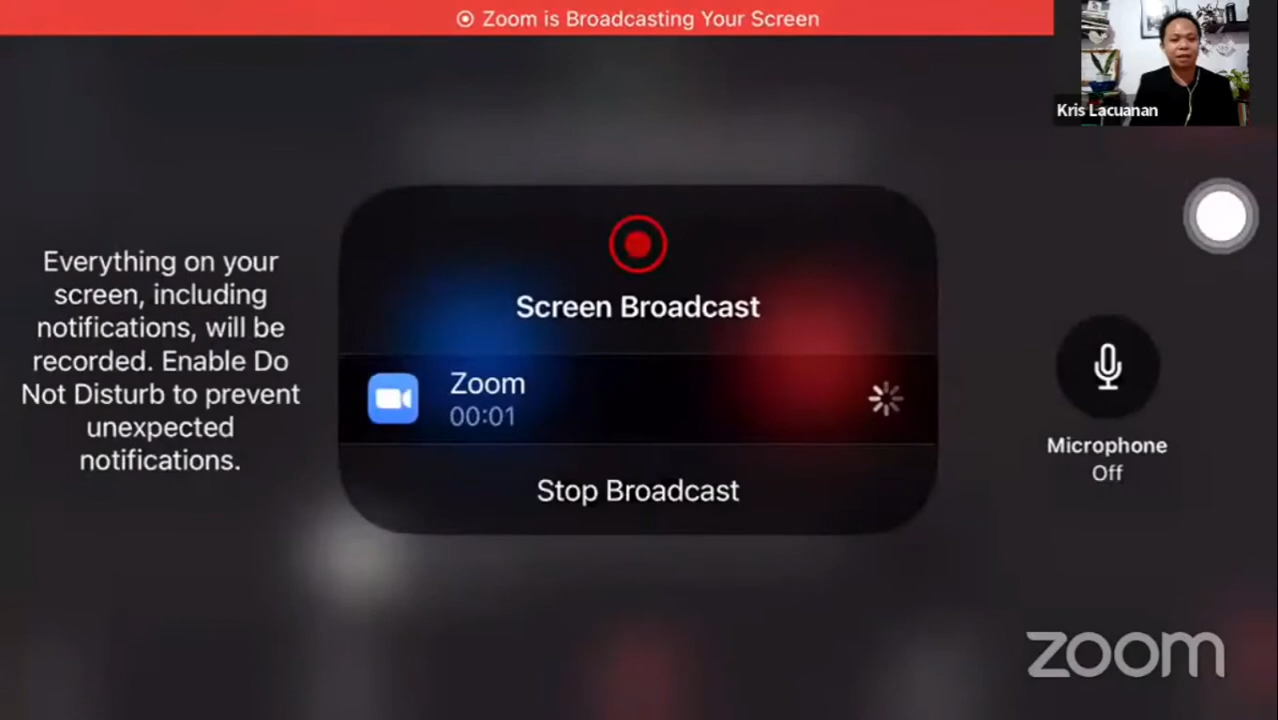 Zoom is Broadcasting Your Screen
Kris Lacuanan
Everything on your
screen, including
notifications, will be
recorded. Enable Do
Not Disturb to prevent
unexpected
notifications.
Screen Broadcast
Zoom
00:01
Stop Broadcast
Microphone
Off
zoom